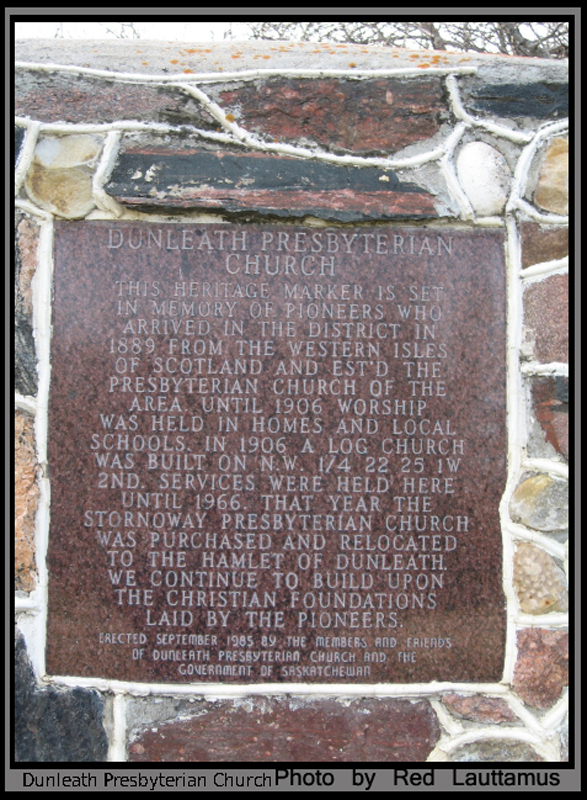 DUNLEATH PRESBYTERIAN
CHURCH
THIS HERITAGE MARKER IS SET
IN MEMORY OF PIONEERS WHO
ARRIVED IN THE DISTRICT IN
1889 FROM THE WESTERN ISLES
OF SCOTLAND AND EST'D THE
PRESBYTERIAN CHURCH OF THE
AREA. UNTIL 1906 WORSHIP
WAS HELD IN HOMES AND LOCAL
SCHOOLS. IN 1906 A LOG CHURCH
WAS BUILT ON N.W. 1/4 22 25 1W
2ND. SERVICES WERE HELD HERE
UNTIL 1966. THAT YEAR THE
STORNOWAY PRESBYTERIAN CHURCH
WAS PURCHASED AND RELOCATED
TO THE HAMLET OF DUNLEATH.
WE CONTINUE TO BUILD UPON
THE CHRISTIAN FOUNDATIONS
LAID BY THE PIONEERS.
ERECTED SEPTEMBER 1985 BY THE MEMBERS AND FRIENDS
OF DUNLEATH PRESBYTERIAN CHURCH AND THE
GOVERNMENT OF SASKATCHEWAN
Dunleath Presbyterian Church Photo by Red Lauttamus